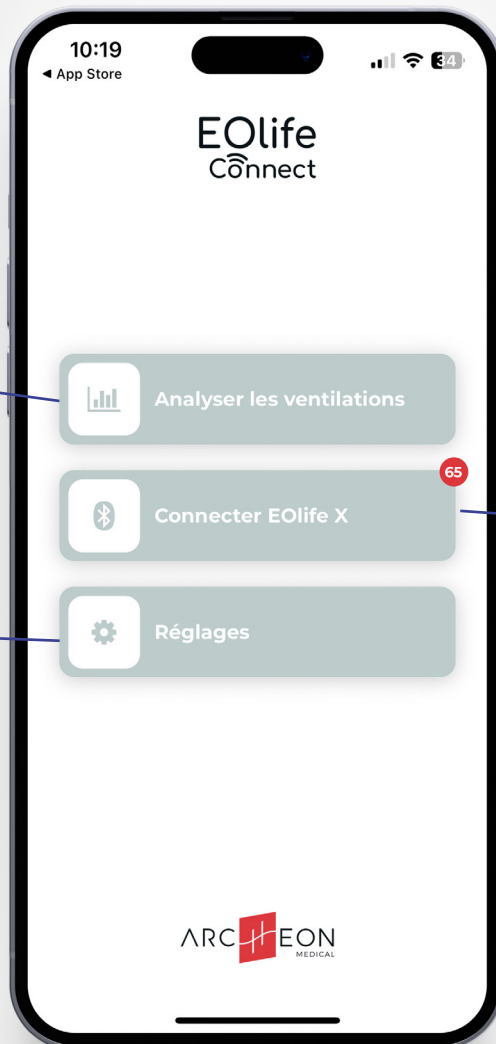 10:19
34
◀ App Store
EOlife
Connect
Analyser les ventilations
65
Connecter EOlife X
Réglages
ARCHEON
MEDICAL